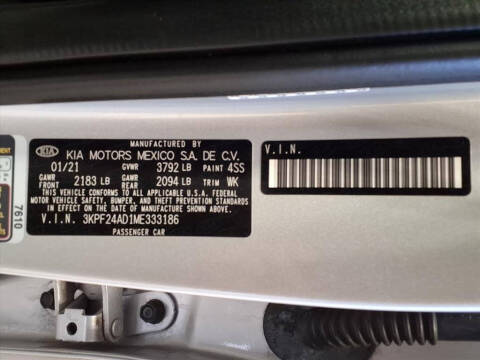 MANUFACTURED BY
KIA KIA MOTORS MEXICO S.A. DE C.V.
01/21 GVWR 3792 LB PAINT 4SS
GAWR FRONT 2183 LB GAWR REAR 2094 LB TRIM WK
THIS VEHICLE CONFORMS TO ALL APPLICABLE U.S. FEDERAL
MOTOR VEHICLE SAFETY, BUMPER, AND THEFT PREVENTION STANDARDS
IN EFFECT ON THE DATE OF MANUFACTURE SHOWN ABOVE.
V.I.N. 3KPF24AD1ME333186
PASSENGER CAR
V.I.N.
7610